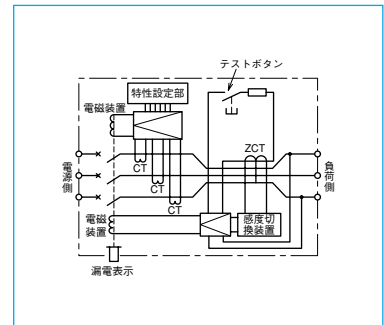 テストボタン
特性設定部
電磁装置
ZCT
CT
CT
CT
電源側
負荷側
電磁
装置
感度切
換装置
漏電表示